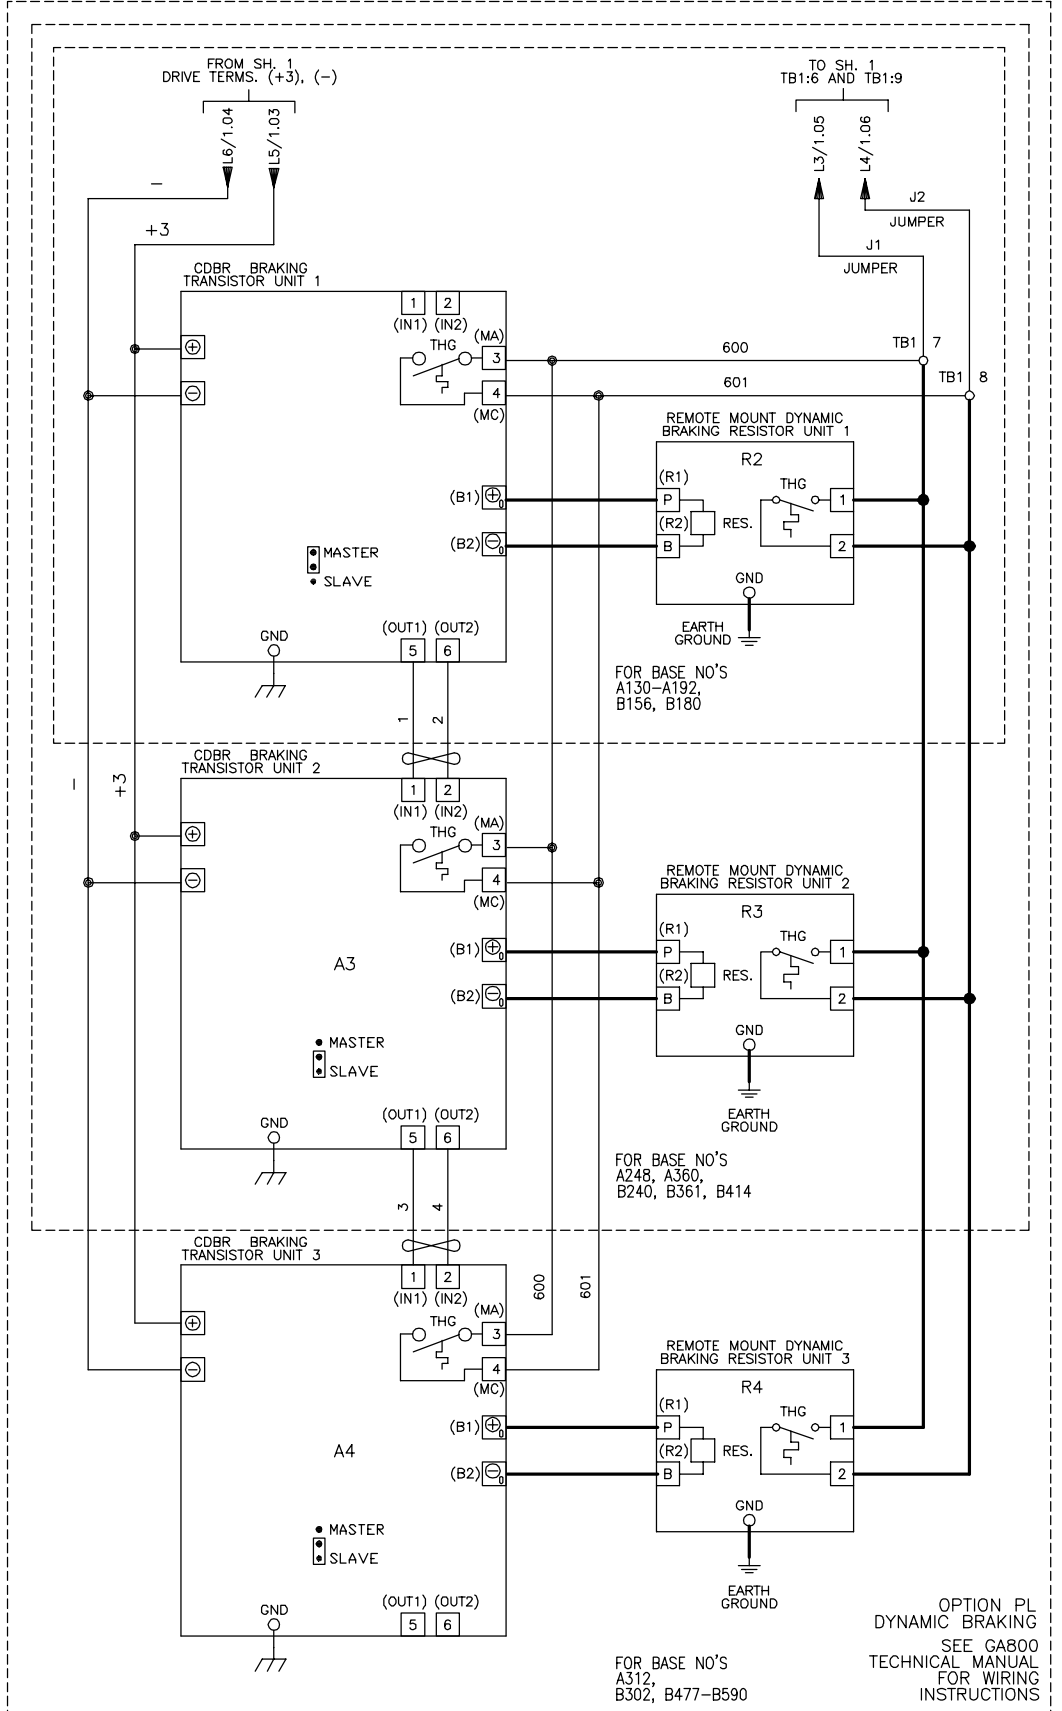 FROM SH. 1
DRIVE TERMS. (+3), (-)
L6/1.04
L5/1.03
-
+3
TO SH. 1
TB1:6 AND TB1:9
L3/1.05
L4/1.06
J2
JUMPER
J1
JUMPER
CDBR BRAKING
TRANSISTOR UNIT 1
1 2
(IN1) (IN2)
+
-
THG
(MA)
3
4
(MC)
600
601
TB1 7
TB1 8
REMOTE MOUNT DYNAMIC
BRAKING RESISTOR UNIT 1
R2
(B1) + 0
(B2) - 0
(R1)
P
(R2)
B
RES.
THG
1
2
GND
EARTH
GROUND
MASTER
SLAVE
GND
(OUT1) (OUT2)
5 6
FOR BASE NO'S
A130-A192,
B156, B180
1
2
-
+3
CDBR BRAKING
TRANSISTOR UNIT 2
1 2
(IN1) (IN2)
+
-
THG
(MA)
3
4
(MC)
REMOTE MOUNT DYNAMIC
BRAKING RESISTOR UNIT 2
R3
A3
(B1) + 0
(B2) - 0
(R1)
P
(R2)
B
RES.
THG
1
2
GND
EARTH
GROUND
MASTER
SLAVE
GND
(OUT1) (OUT2)
5 6
FOR BASE NO'S
A248, A360,
B240, B361, B414
3
4
CDBR BRAKING
TRANSISTOR UNIT 3
1 2
(IN1) (IN2)
600
601
+
-
THG
(MA)
3
4
(MC)
REMOTE MOUNT DYNAMIC
BRAKING RESISTOR UNIT 3
R4
A4
(B1) + 0
(B2) - 0
(R1)
P
(R2)
B
RES.
THG
1
2
GND
EARTH
GROUND
MASTER
SLAVE
GND
(OUT1) (OUT2)
5 6
FOR BASE NO'S
A312,
B302, B477-B590
OPTION PL
DYNAMIC BRAKING
SEE GA800
TECHNICAL MANUAL
FOR WIRING
INSTRUCTIONS